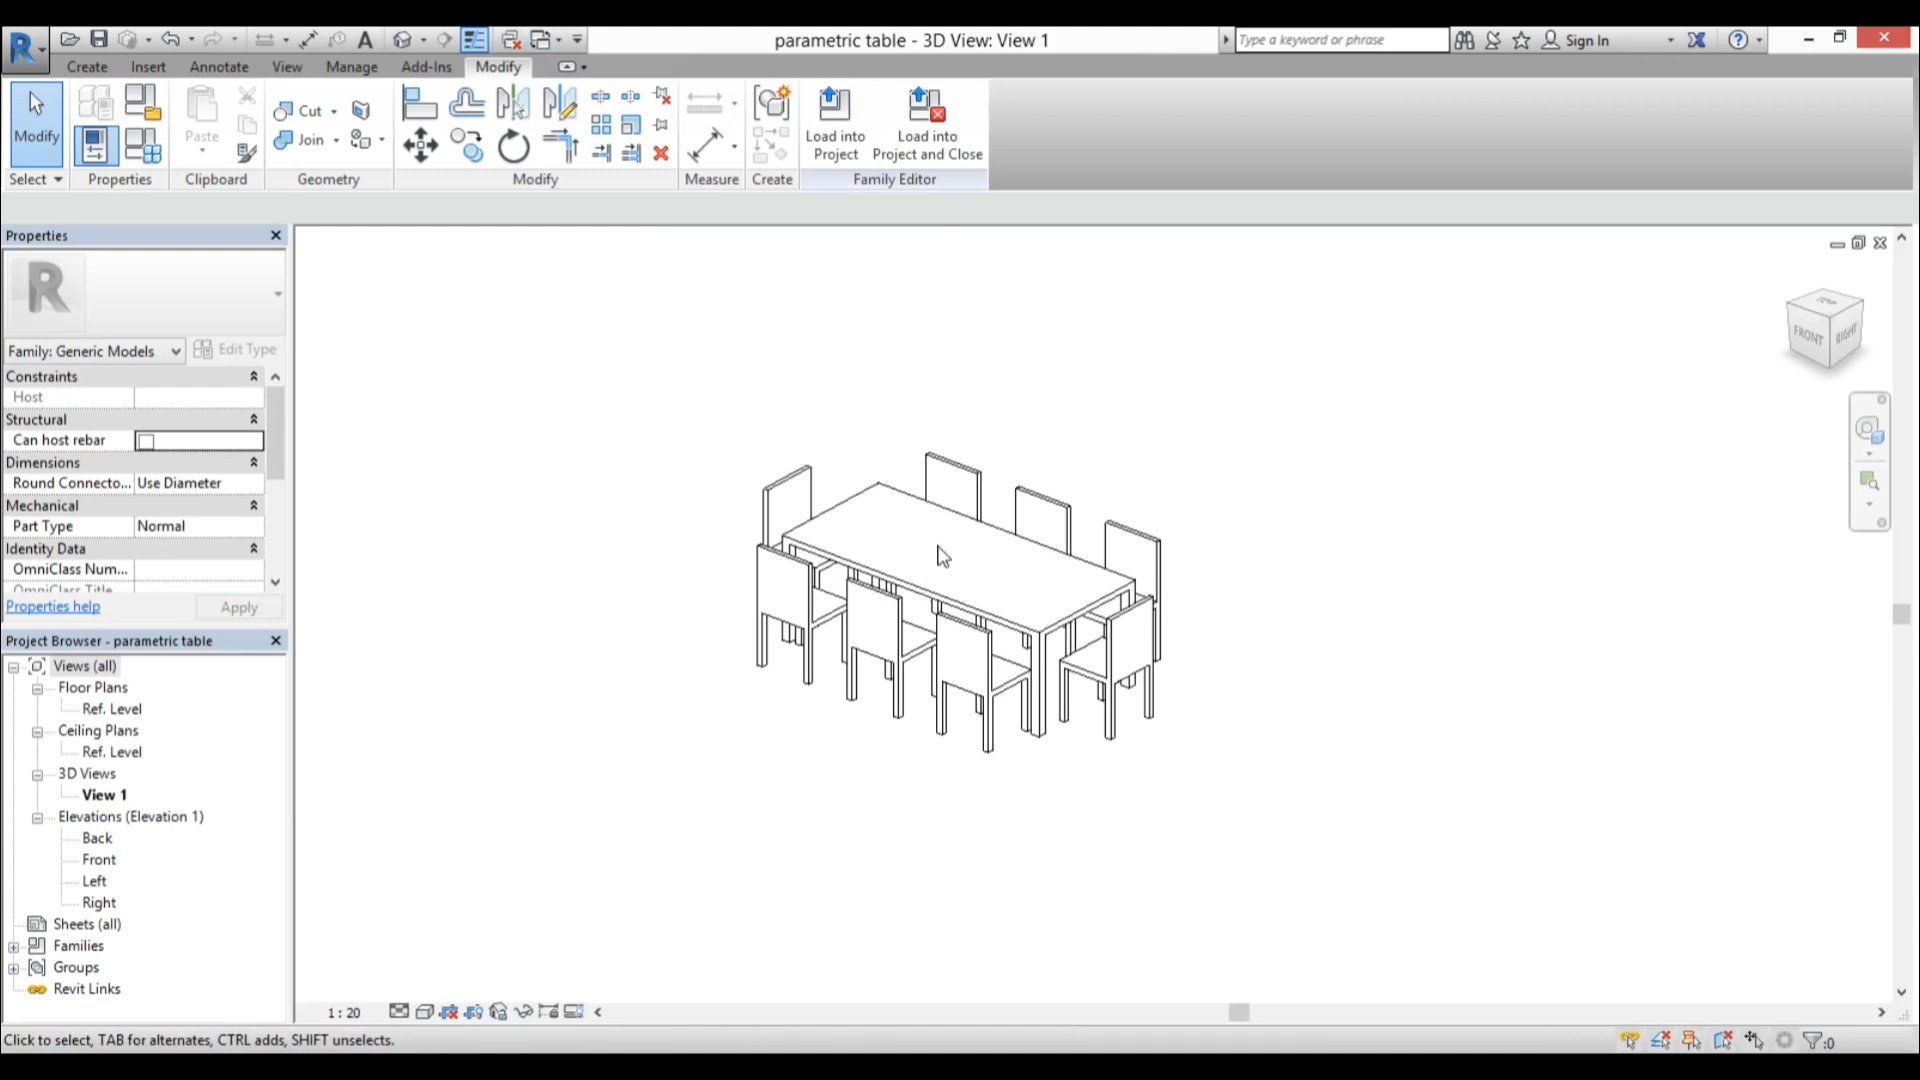 parametric table - 3D View: View 1
Type a keyword or phrase
Sign In
Create Insert Annotate View Manage Add-Ins Modify
Modify
Paste
Cut
Join
Load into Project
Load into Project and Close
Select Properties Clipboard Geometry Modify Measure Create Family Editor
Properties
Family: Generic Models
Edit Type
Constraints
Host
Structural
Can host rebar
Dimensions
Round Connecto... Use Diameter
Mechanical
Part Type Normal
Identity Data
OmniClass Num...
OmniClass Title
Properties help
Apply
Project Browser - parametric table
Views (all)
Floor Plans
Ref. Level
Ceiling Plans
Ref. Level
3D Views
View 1
Elevations (Elevation 1)
Back
Front
Left
Right
Sheets (all)
Families
Groups
Revit Links
TOP
FRONT
RIGHT
1 : 20
Click to select, TAB for alternates, CTRL adds, SHIFT unselects.
:0